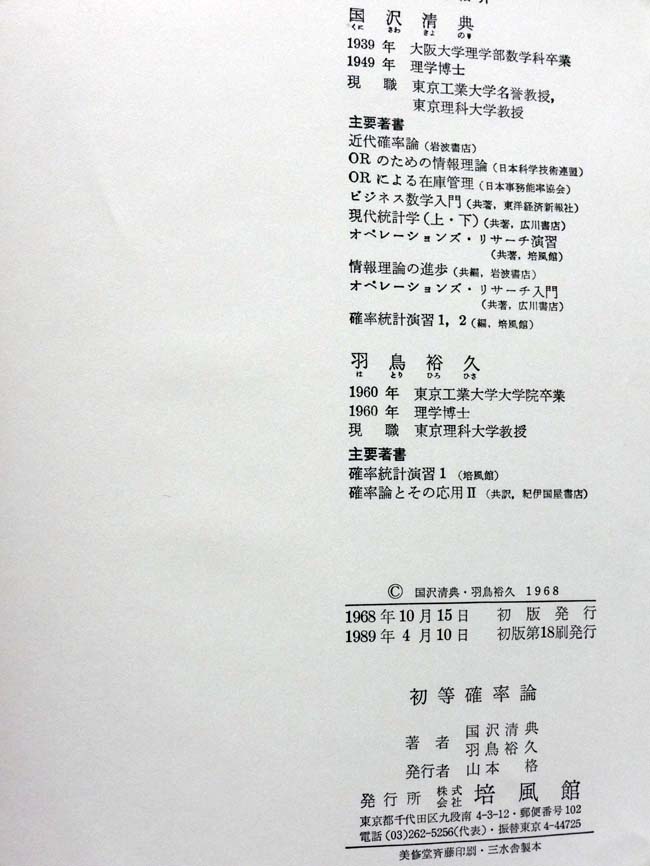 国沢清典
くに さわ きよ のり
1939年 大阪大学理学部数学科卒業
1949年 理学博士
現職 東京工業大学名誉教授,
東京理科大学教授
主要著書
近代確率論(岩波書店)
ORのための情報理論(日本科学技術連盟)
ORによる在庫管理(日本事務能率協会)
ビジネス数学入門(共著,東洋経済新報社)
現代統計学(上・下)(共著,広川書店)
オペレーションズ・リサーチ演習
(共著,培風館)
情報理論の進歩(共編,岩波書店)
オペレーションズ・リサーチ入門
(共著,広川書店)
確率統計演習1,2(編,培風館)
羽鳥裕久
は とり ひろ ひさ
1960年 東京工業大学大学院卒業
1960年 理学博士
現職 東京理科大学教授
主要著書
確率統計演習1(培風館)
確率論とその応用Ⅱ(共訳,紀伊国屋書店)
© 国沢清典・羽鳥裕久 1968
1968年10月15日 初版発行
1989年4月10日 初版第18刷発行
初等確率論
著者 国沢清典
羽鳥裕久
発行者 山本格
発行所 株式会社 培風館
東京都千代田区九段南4-3-12・郵便番号102
電話(03)262-5256(代表)・振替東京4-44725
美修堂斉藤印刷・三水舎製本